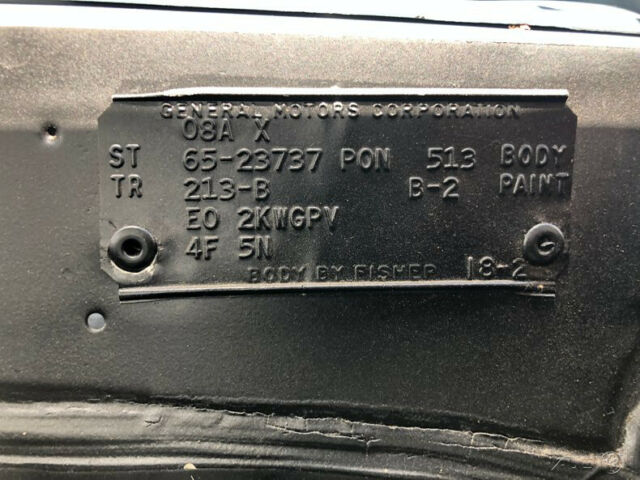 GENERAL MOTORS CORPORATION
08A X
ST 65-23737 PON 513 BODY
TR 213-B B-2 PAINT
EO 2KWGPV
4F 5N
BODY BY FISHER 18-2
G